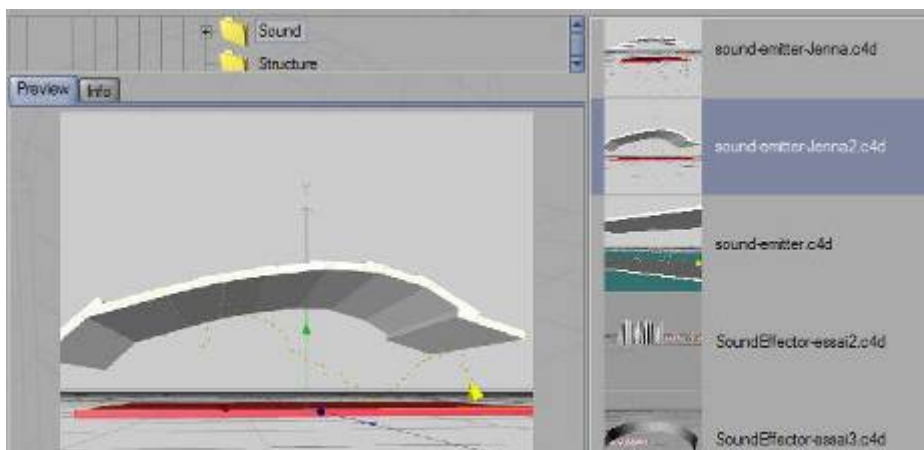 Sound
Structure
Preview Info
sound-emitter-Jenna.c4d
sound-emitter-Jenna2.c4d
sound-emitter.c4d
SoundEffector-essai2.c4d
SoundEffector-essai3.c4d